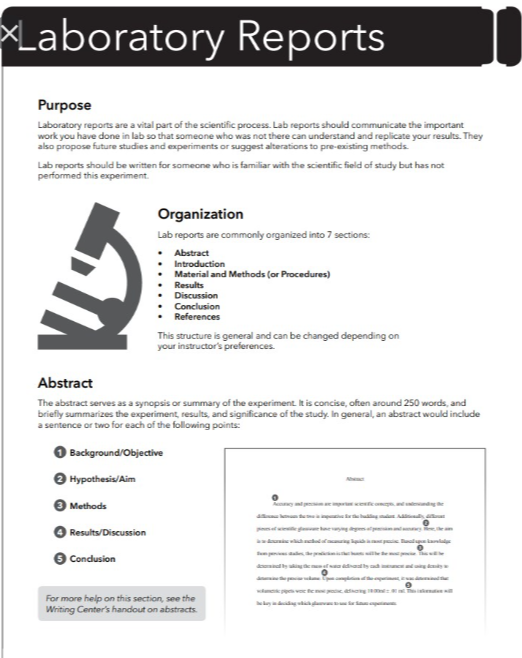 Laboratory Reports
Purpose
Laboratory reports are a vital part of the scientific process. Lab reports should communicate the important
work you have done in lab so that someone who was not there can understand and replicate your results. They
also propose future studies and experiments or suggest alterations to pre-existing methods.
Lab reports should be written for someone who is familiar with the scientific field of study but has not
performed this experiment.
Organization
Lab reports are commonly organized into 7 sections:
• Abstract
• Introduction
• Material and Methods (or Procedures)
• Results
• Discussion
• Conclusion
• References
This structure is general and can be changed depending on
your instructor's preferences.
Abstract
The abstract serves as a synopsis or summary of the experiment. It is concise, often around 250 words, and
briefly summarizes the experiment, results, and significance of the study. In general, an abstract would include
a sentence or two for each of the following points:
1 Background/Objective
2 Hypothesis/Aim
3 Methods
4 Results/Discussion
5 Conclusion
For more help on this section, see the
Writing Center's handout on abstracts.
Abstract
1
Accuracy and precision are important scientific concepts, and understanding the
difference between the two is imperative for the budding student. Additionally, different
pieces of scientific glassware have varying degrees of precision and accuracy. Here, the aim
is to determine which method of measuring liquids is more precise. Based upon knowledge
from previous studies, the prediction is that burets will be the most precise. This will be
determined by taking the mass of water delivered by each instrument and using density to
determine the precise volume. Upon completion of the experiment, it was determined that
volumetric pipets were the most precise, delivering ml. This information will
be key in deciding which glassware to use for future experiments.